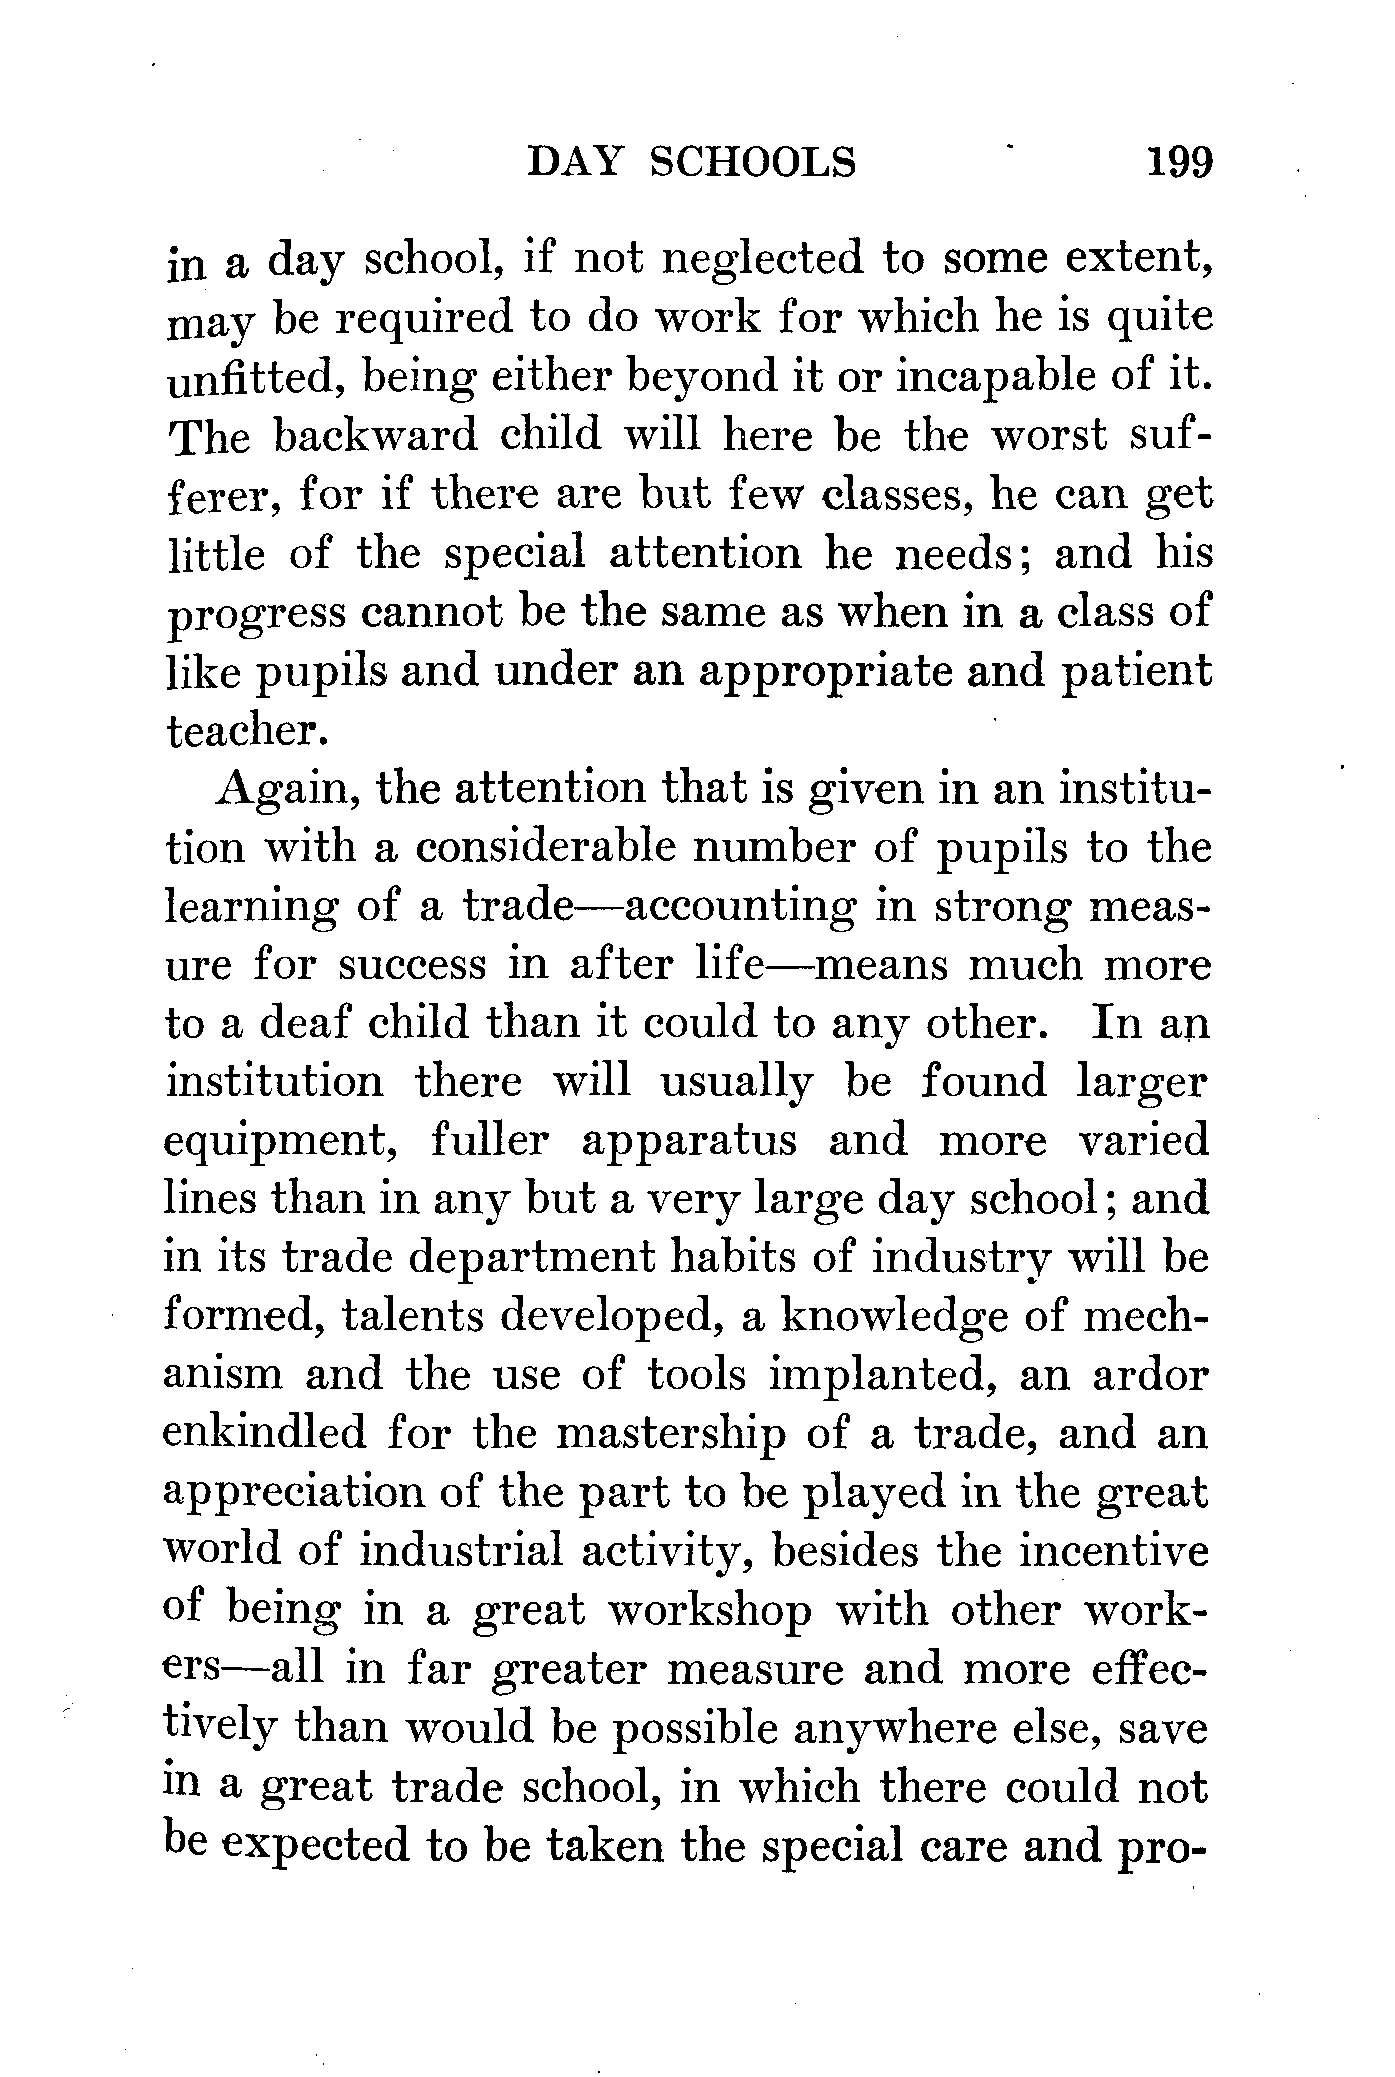 DAY SCHOOLS 199
in a day school, if not neglected to some extent,
may be required to do work for which he is quite
unfitted, being either beyond it or incapable of it.
The backward child will here be the worst suf-
ferer, for if there are but few classes, he can get
little of the special attention he needs; and his
progress cannot be the same as when in a class of
like pupils and under an appropriate and patient
teacher.
Again, the attention that is given in an institu-
tion with a considerable number of pupils to the
learning of a trade—accounting in strong meas-
ure for success in after life—means much more
to a deaf child than it could to any other. In an
institution there will usually be found larger
equipment, fuller apparatus and more varied
lines than in any but a very large day school; and
in its trade department habits of industry will be
formed, talents developed, a knowledge of mech-
anism and the use of tools implanted, an ardor
enkindled for the mastership of a trade, and an
appreciation of the part to be played in the great
world of industrial activity, besides the incentive
of being in a great workshop with other work-
ers—all in far greater measure and more effec-
tively than would be possible anywhere else, save
in a great trade school, in which there could not
be expected to be taken the special care and pro-